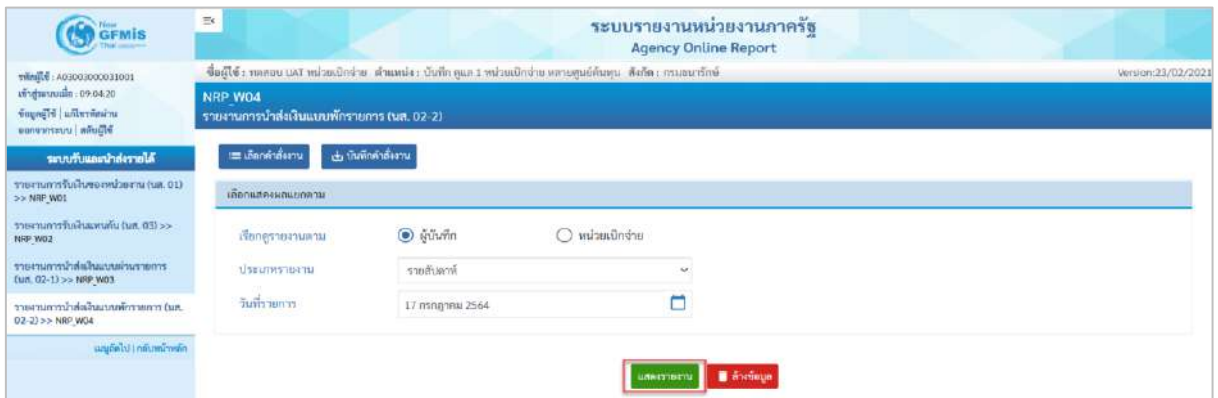 New
GFMIS
Thai
ระบบรายงานหน่วยงานภาครัฐ
Agency Online Report
รหัสผู้ใช้ : A03003000031001
เข้าสู่ระบบเมื่อ : 09:04:20
ข้อมูลผู้ใช้ | แก้ไขรหัสผ่าน
ออกจากระบบ | สลับผู้ใช้
ชื่อผู้ใช้ : ทดสอบ UAT หน่วยเบิกจ่าย ตำแหน่ง : บันทึก ดูแล 1 หน่วยเบิกจ่าย หลายศูนย์ต้นทุน สังกัด : กรมธนารักษ์
Version:23/02/2021
NRP_W04
รายงานการนำส่งเงินแบบพักรายการ (นส. 02-2)
ระบบรับและนำส่งรายได้
รายงานการรับเงินของหน่วยงาน (นส. 01) >> NRP_W01
รายงานการรับเงินแทนกัน (นส. 03) >> NRP_W02
รายงานการนำส่งเงินแบบผ่านรายการ (นส. 02-1) >> NRP_W03
รายงานการนำส่งเงินแบบพักรายการ (นส. 02-2) >> NRP_W04
เมนูถัดไป | กลับหน้าหลัก
เลือกคำสั่งงาน
บันทึกคำสั่งงาน
เลือกแสดงผลแยกตาม
เรียกดูรายงานตาม
ผู้บันทึก
หน่วยเบิกจ่าย
ประเภทรายงาน
รายสัปดาห์
วันที่รายการ
17 กรกฎาคม 2564
แสดงรายงาน
ล้างข้อมูล